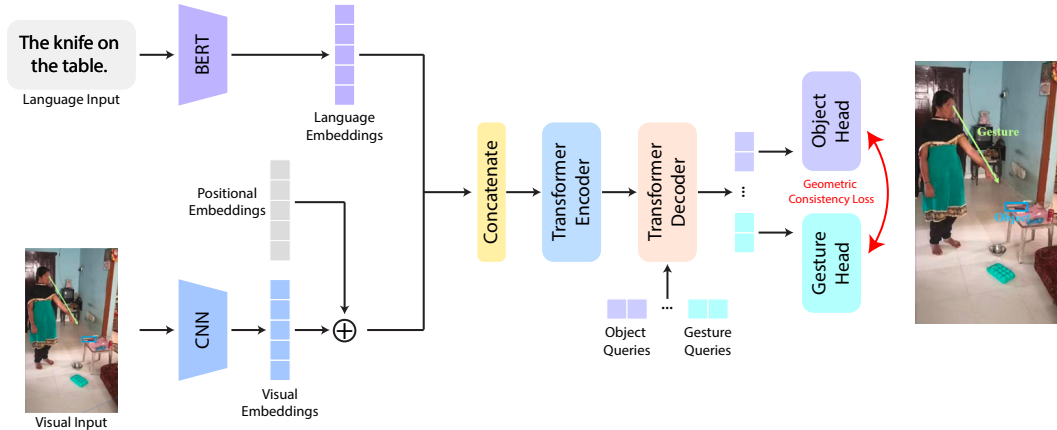 The knife on
the table.
Language Input
BERT
Language
Embeddings
Positional
Embeddings
Visual Input
CNN
Visual
Embeddings
Concatenate
Transformer
Encoder
Transformer
Decoder
...
Object
Queries
...
Gesture
Queries
Object
Head
Geometric
Consistency Loss
Gesture
Head
Gesture
Object